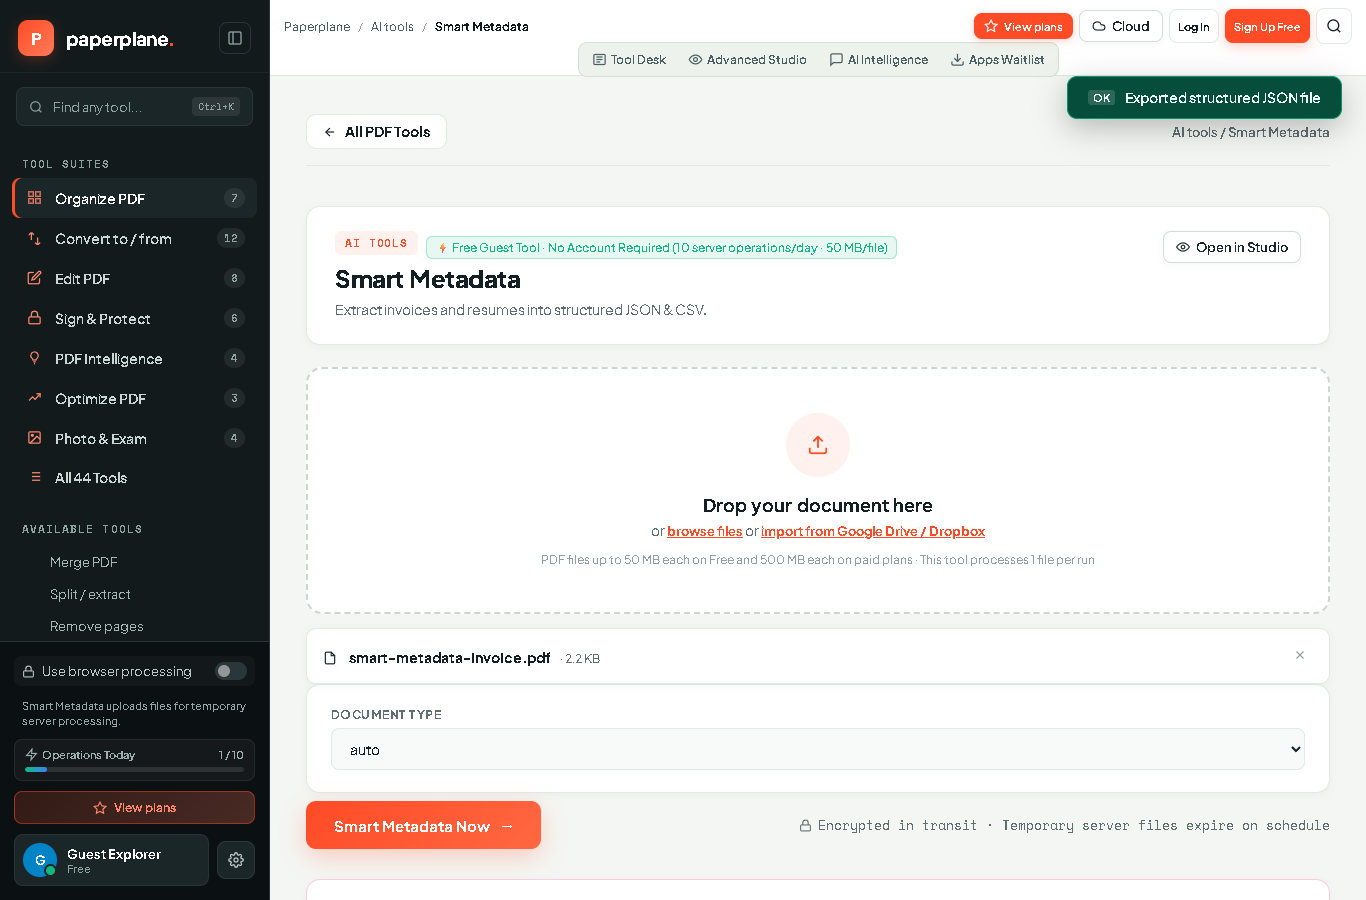 P paperplane.
Find any tool... Ctrl+K
TOOL SUITES
Organize PDF 7
Convert to / from 12
Edit PDF 8
Sign & Protect 6
PDF Intelligence 4
Optimize PDF 3
Photo & Exam 4
All 44 Tools
AVAILABLE TOOLS
Merge PDF
Split / extract
Remove pages
Use browser processing
Smart Metadata uploads files for temporary
server processing.
Operations Today 1 / 10
View plans
G Guest Explorer
Free
Paperplane / AI tools / Smart Metadata
View plans Cloud Log In Sign Up Free
Tool Desk Advanced Studio AI Intelligence Apps Waitlist
OK Exported structured JSON file
← All PDF Tools
AI tools / Smart Metadata
AI TOOLS Free Guest Tool · No Account Required (10 server operations/day · 50 MB/file)
Open in Studio
Smart Metadata
Extract invoices and resumes into structured JSON & CSV.
Drop your document here
or browse files or import from Google Drive / Dropbox
PDF files up to 50 MB each on Free and 500 MB each on paid plans · This tool processes 1 file per run
smart-metadata-invoice.pdf · 2.2 KB ×
DOCUMENT TYPE
auto
Smart Metadata Now →
Encrypted in transit · Temporary server files expire on schedule